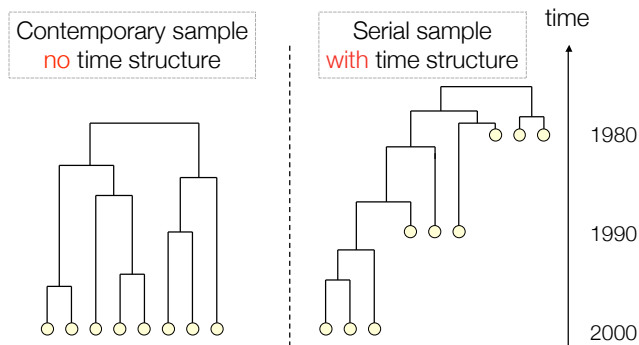 Contemporary sample
no time structure
Serial sample
with time structure
time
1980
1990
2000